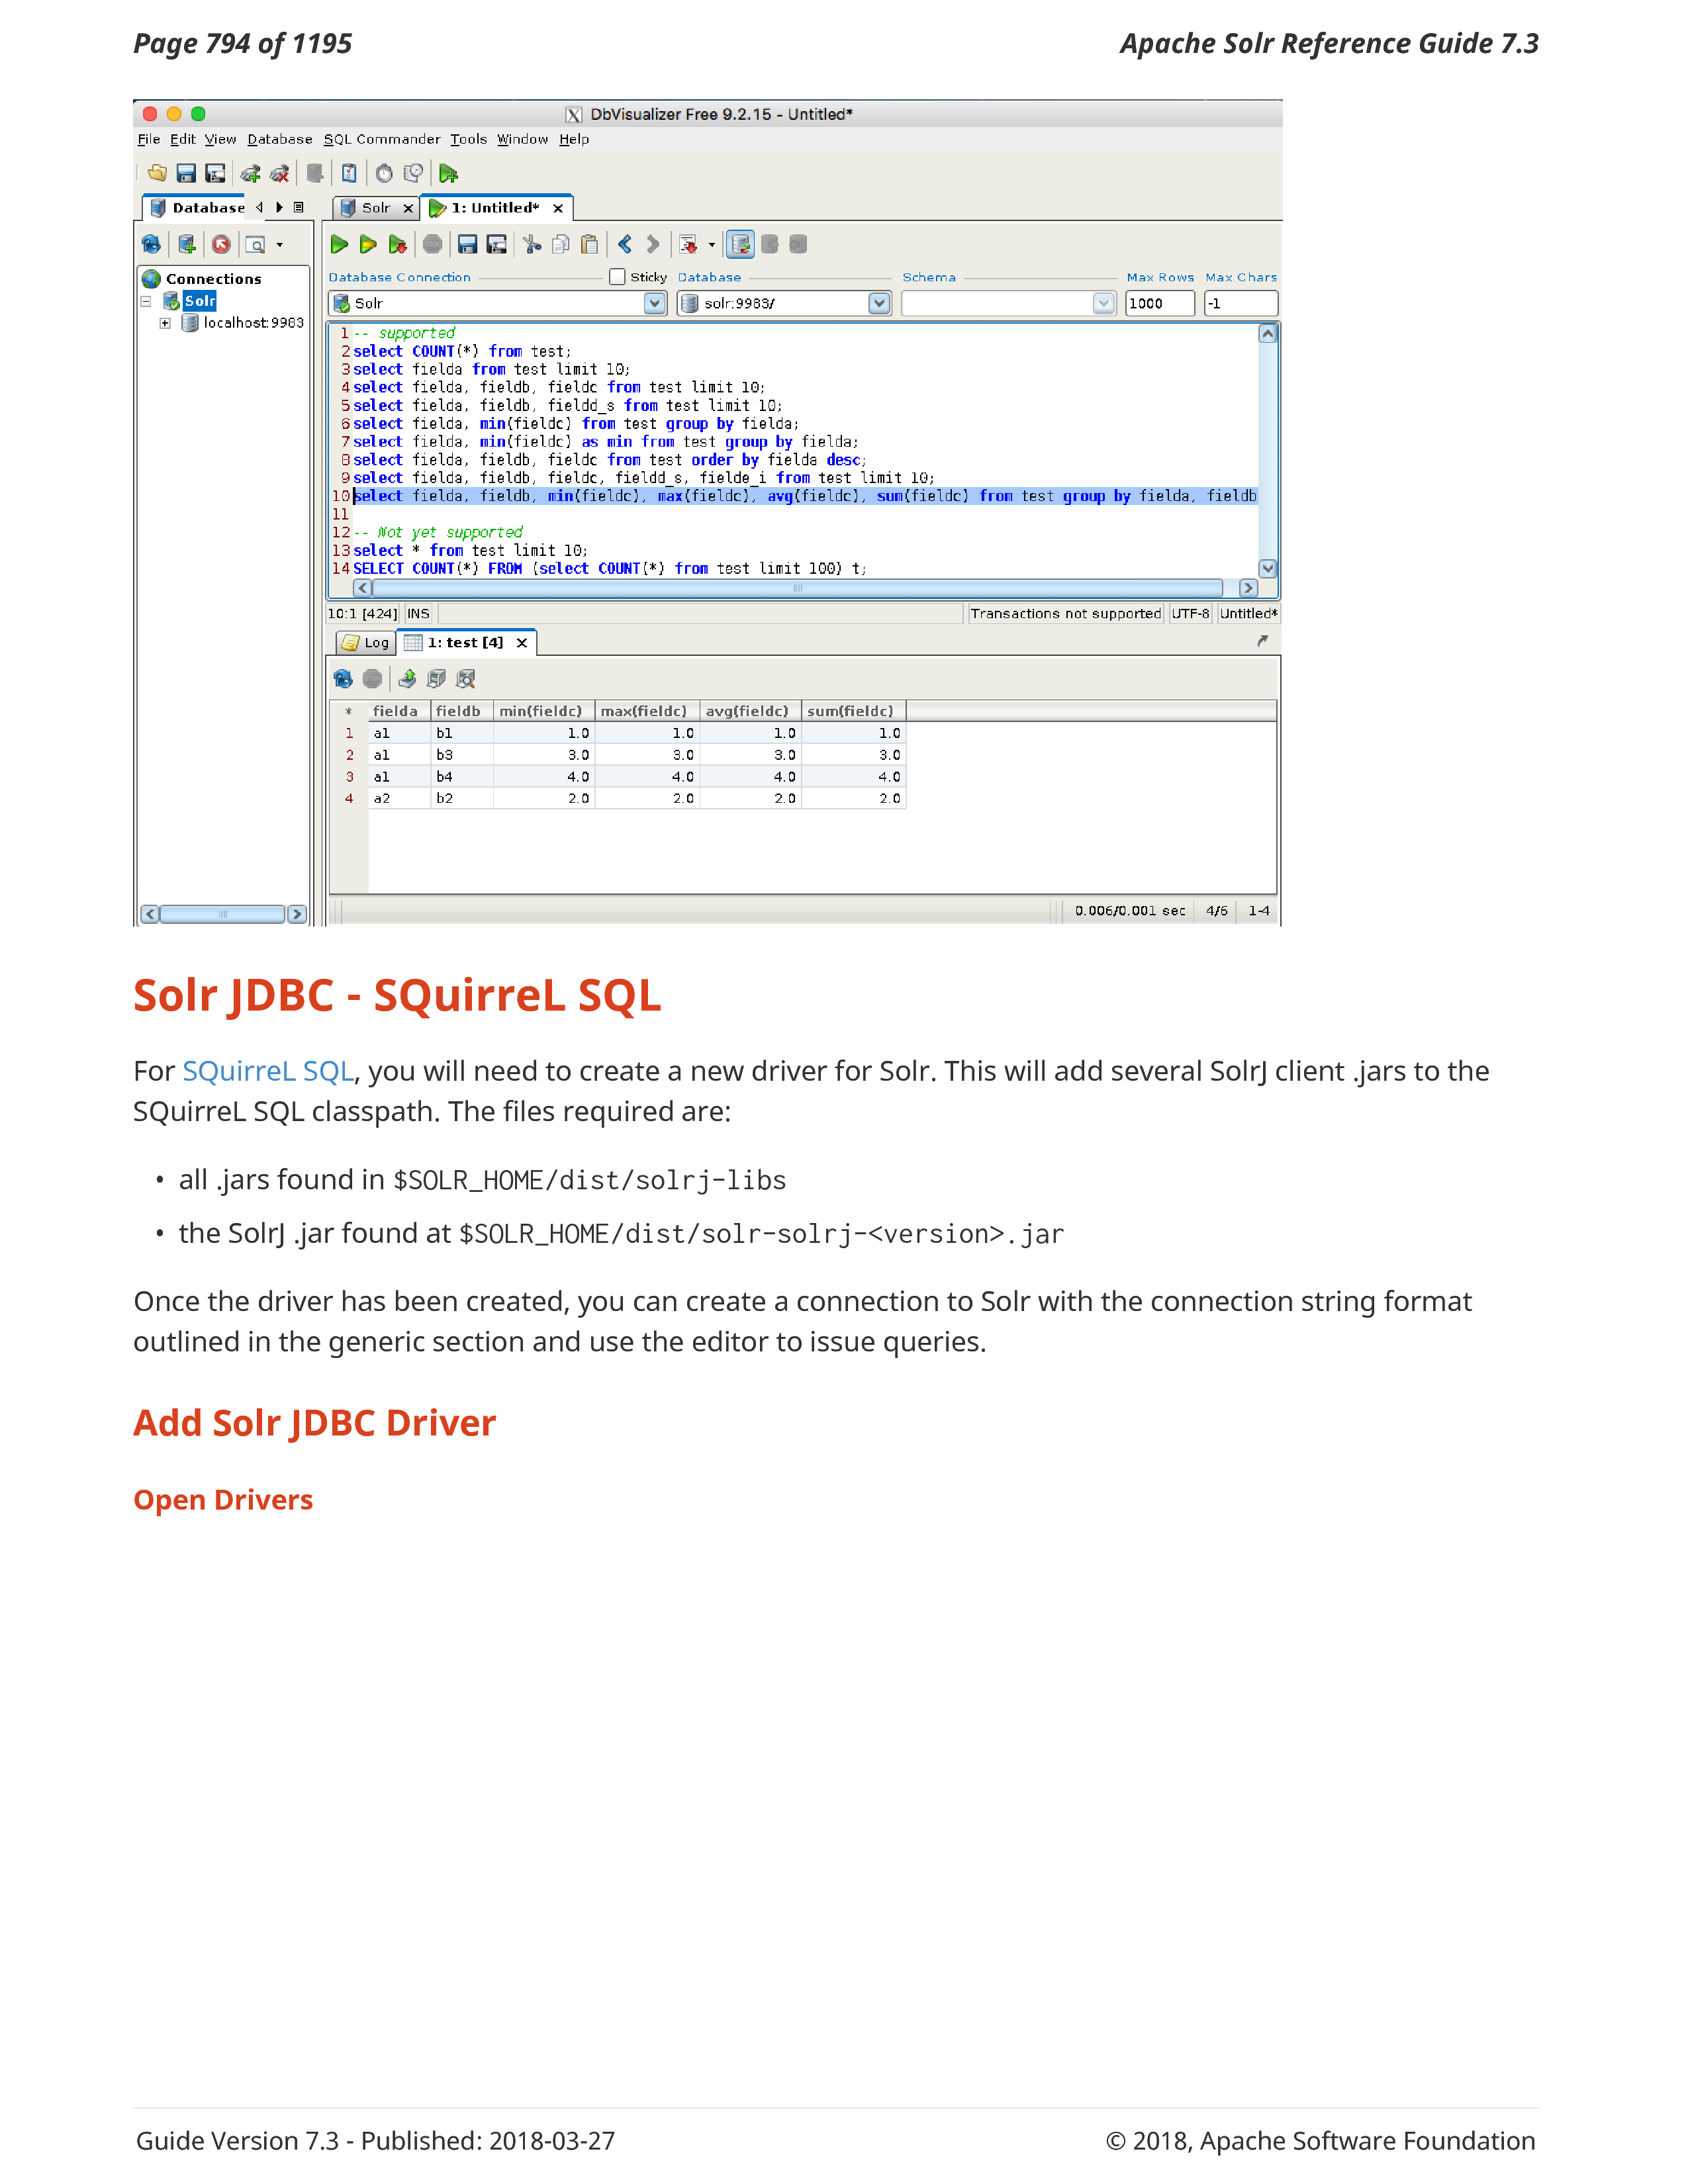 Page 794 of 1195
Apache Solr Reference Guide 7.3
DbVisualizer Free 9.2.15 - Untitled*
File Edit View Database SQL Commander Tools Window Help
Database
Solr
1: Untitled*
Connections
Solr
localhost:9983
Database Connection
Sticky
Database
Schema
Max Rows
Max Chars
Solr
solr:9983/
1000
-1
1 -- supported
2 select COUNT(*) from test;
3 select fielda from test limit 10;
4 select fielda, fieldb, fieldc from test limit 10;
5 select fielda, fieldb, fieldd_s from test limit 10;
6 select fielda, min(fieldc) from test group by fielda;
7 select fielda, min(fieldc) as min from test group by fielda;
8 select fielda, fieldb, fieldc from test order by fielda desc;
9 select fielda, fieldb, fieldc, fieldd_s, fielde_i from test limit 10;
10 select fielda, fieldb, min(fieldc), max(fieldc), avg(fieldc), sum(fieldc) from test group by fielda, fieldb
11
12 -- Not yet supported
13 select * from test limit 10;
14 SELECT COUNT(*) FROM (select COUNT(*) from test limit 100) t;
10:1 [424] INS
Transactions not supported UTF-8 Untitled*
Log
1: test [4]
* fielda fieldb min(fieldc) max(fieldc) avg(fieldc) sum(fieldc)
1 a1 b1 1.0 1.0 1.0 1.0
2 a1 b3 3.0 3.0 3.0 3.0
3 a1 b4 4.0 4.0 4.0 4.0
4 a2 b2 2.0 2.0 2.0 2.0
0.006/0.001 sec 4/6 1-4
Solr JDBC - SQuirreL SQL
For SQuirreL SQL, you will need to create a new driver for Solr. This will add several SolrJ client .jars to the
SQuirreL SQL classpath. The files required are:
• all .jars found in $SOLR_HOME/dist/solrj-libs
• the SolrJ .jar found at $SOLR_HOME/dist/solr-solrj-<version>.jar
Once the driver has been created, you can create a connection to Solr with the connection string format
outlined in the generic section and use the editor to issue queries.
Add Solr JDBC Driver
Open Drivers
Guide Version 7.3 - Published: 2018-03-27
© 2018, Apache Software Foundation